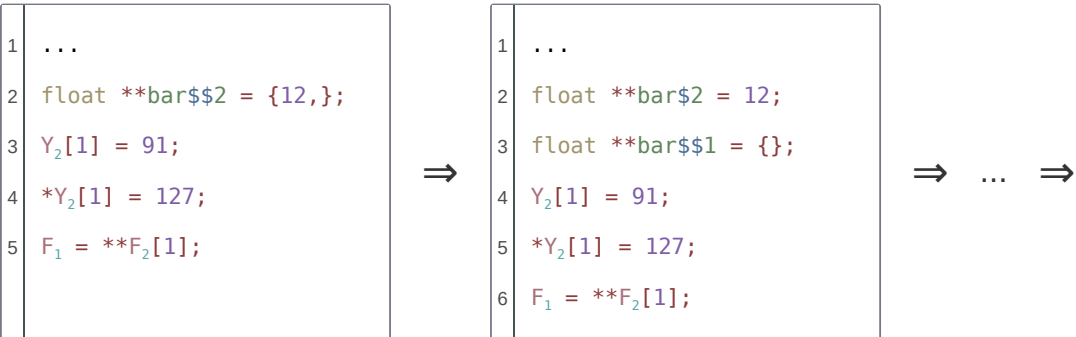 1 ...
2 float **bar$$2 = {12,};
3 Y₂[1] = 91;
4 *Y₂[1] = 127;
5 F₁ = **F₂[1];
⇒
1 ...
2 float **bar$2 = 12;
3 float **bar$$1 = {};
4 Y₂[1] = 91;
5 *Y₂[1] = 127;
6 F₁ = **F₂[1];
⇒ ... ⇒